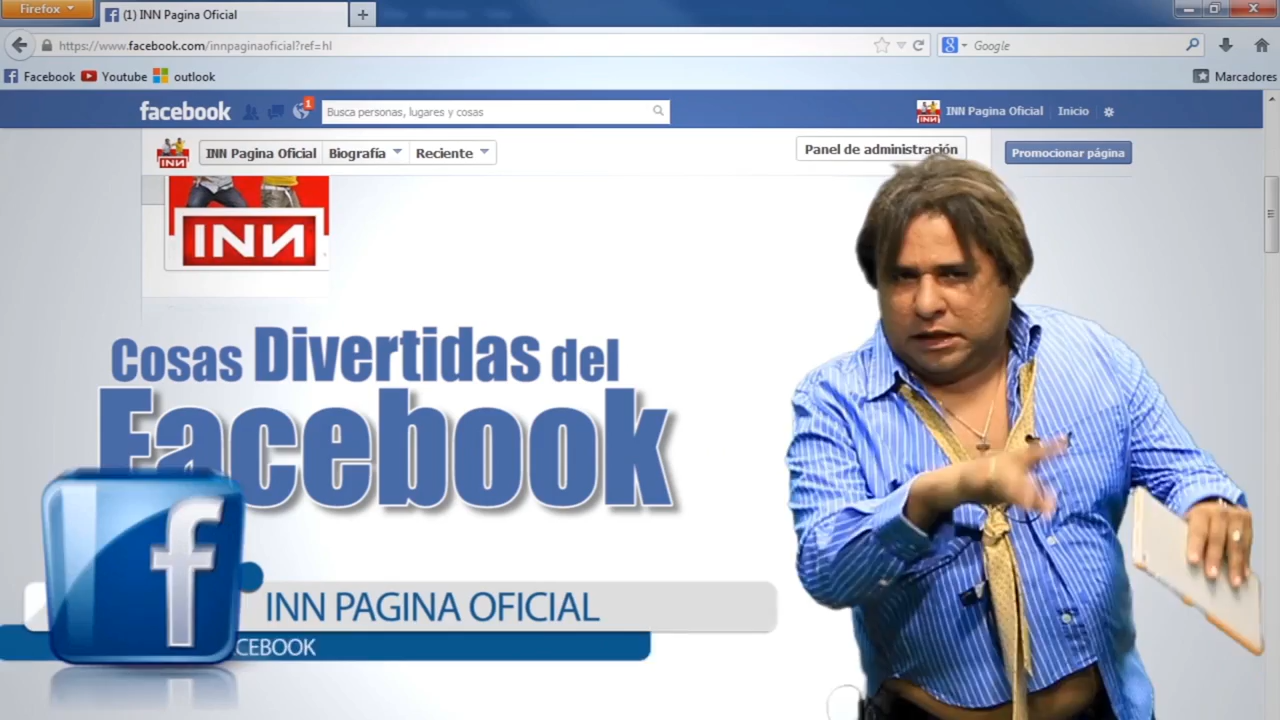 Firefox
(1) INN Pagina Oficial
https://www.facebook.com/innpaginaoficial?ref=hl
Google
Facebook Youtube outlook
Marcadores
facebook 1 Busca personas, lugares y cosas INN Pagina Oficial Inicio
INN INN Pagina Oficial Biografía Reciente Panel de administración Promocionar página
INN
Cosas Divertidas del
Facebook
f
INN PAGINA OFICIAL
CEBOOK